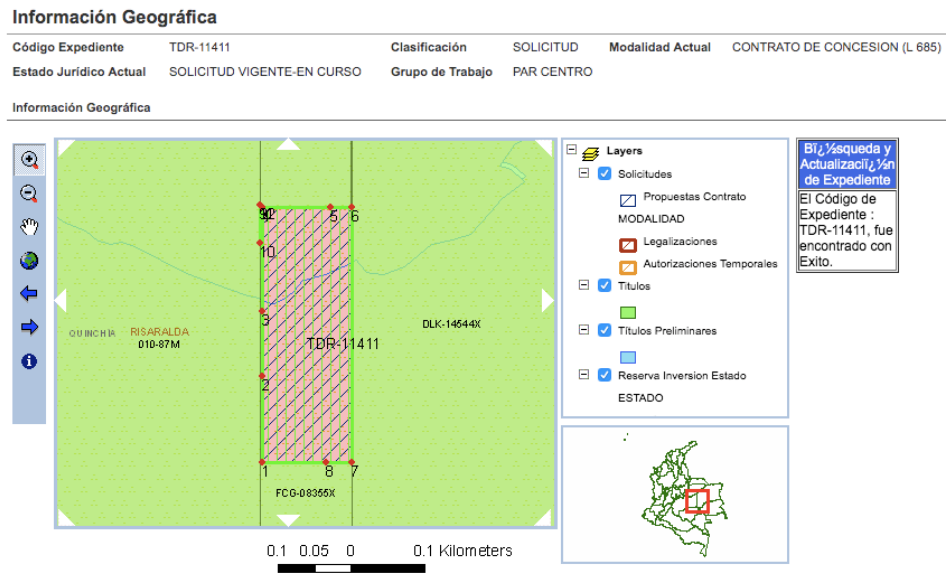 Información Geográfica
Código Expediente TDR-11411 Clasificación SOLICITUD Modalidad Actual CONTRATO DE CONCESION (L 685)
Estado Jurídico Actual SOLICITUD VIGENTE-EN CURSO Grupo de Trabajo PAR CENTRO
Información Geográfica
5 6
10
3
QUINCHÍA RISARALDA
010-87M
DLK-14544X
TDR-11411
2
1 8 7
FCG-08355X
0.1 0.05 0 0.1 Kilometers
Layers
Solicitudes
Propuestas Contrato
MODALIDAD
Legalizaciones
Autorizaciones Temporales
Titulos
Títulos Preliminares
Reserva Inversion Estado
ESTADO
Bï¿½squeda y
Actualizaciï¿½n
de Expediente
El Código de
Expediente :
TDR-11411, fue
encontrado con
Exito.